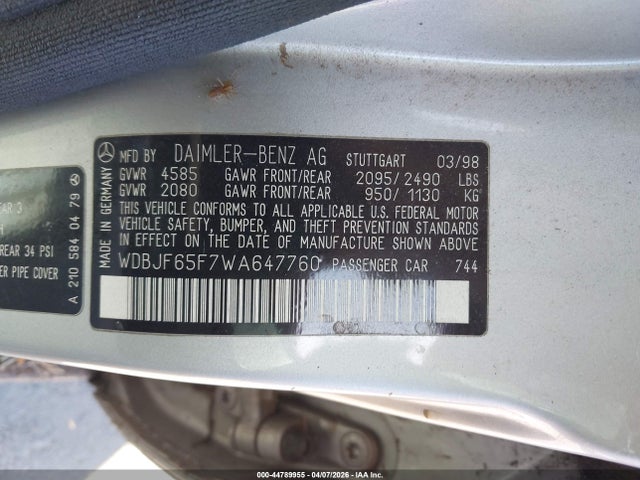 MFD BY DAIMLER-BENZ AG STUTTGART 03/98
GVWR 4585 GAWR FRONT/REAR 2095/2490 LBS
GVWR 2080 GAWR FRONT/REAR 950/1130 KG
THIS VEHICLE CONFORMS TO ALL APPLICABLE U.S. FEDERAL MOTOR
VEHICLE SAFETY, BUMPER, AND THEFT PREVENTION STANDARDS IN
EFFECT ON THE DATE OF MANUFACTURE SHOWN ABOVE.
WDBJF65F7WA647760 PASSENGER CAR 744
MADE IN GERMANY
EAR 3
H
REAR 34 PSI
R PIPE COVER
A 210 584 04 79
000-44789955 04/07/2026 IAA Inc.